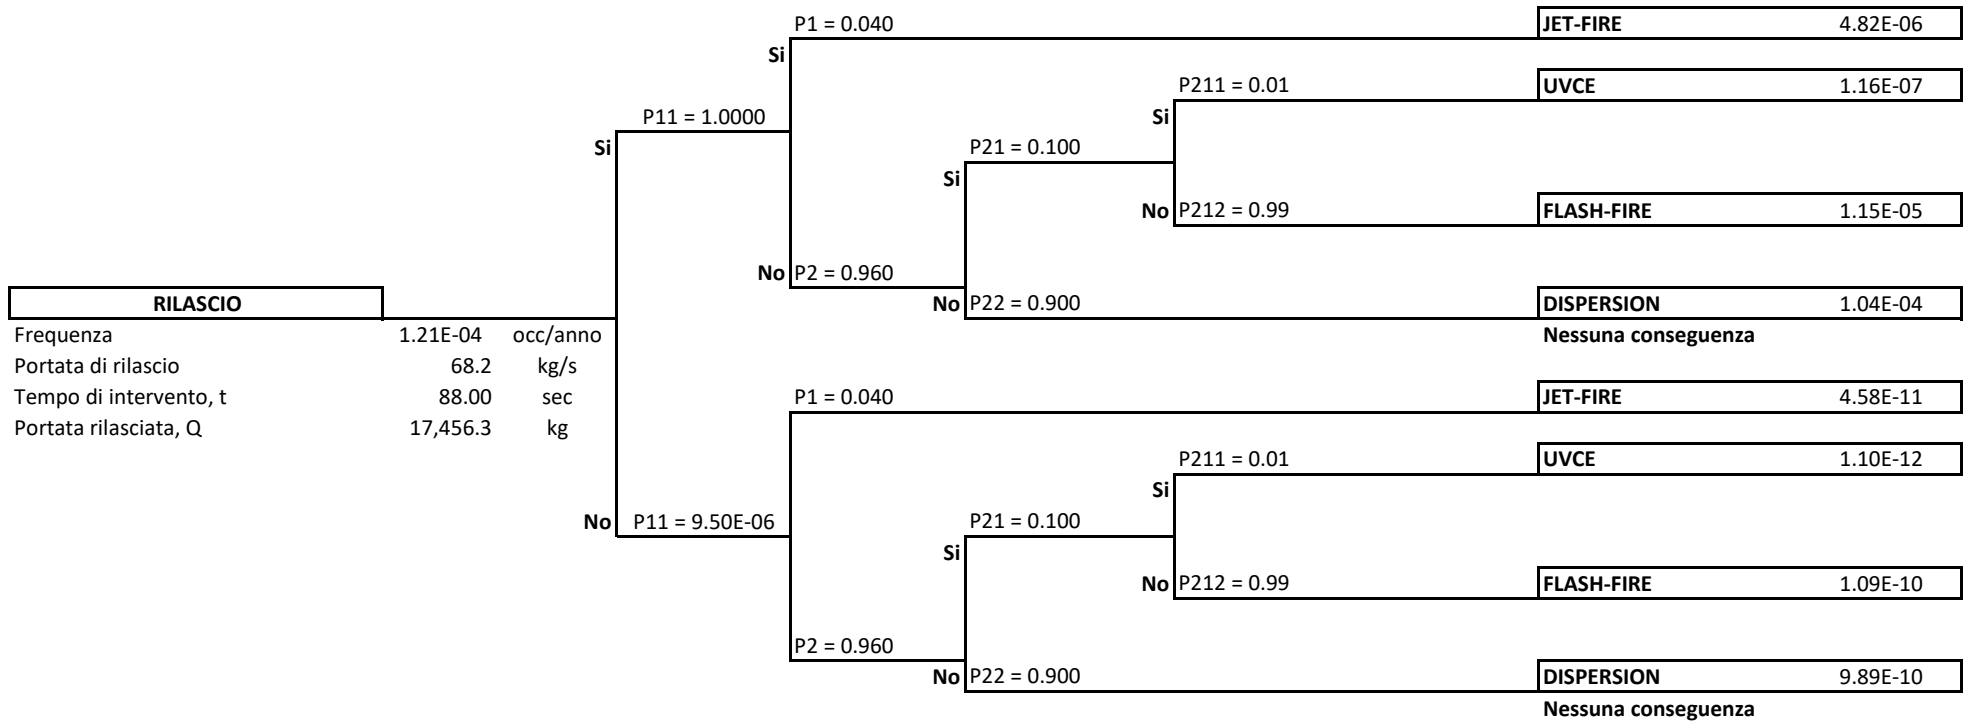 P1 = 0.040 JET-FIRE 4.82E-06
Si
P211 = 0.01 UVCE 1.16E-07
P11 = 1.0000 Si
Si P21 = 0.100
Si
No P212 = 0.99 FLASH-FIRE 1.15E-05
No P2 = 0.960
RILASCIO No P22 = 0.900 DISPERSION 1.04E-04
Frequenza 1.21E-04 occ/anno Nessuna conseguenza
Portata di rilascio 68.2 kg/s
Tempo di intervento, t 88.00 sec P1 = 0.040 JET-FIRE 4.58E-11
Portata rilasciata, Q 17,456.3 kg
P211 = 0.01 UVCE 1.10E-12
Si
No P11 = 9.50E-06 P21 = 0.100
Si
No P212 = 0.99 FLASH-FIRE 1.09E-10
P2 = 0.960
No P22 = 0.900 DISPERSION 9.89E-10
Nessuna conseguenza